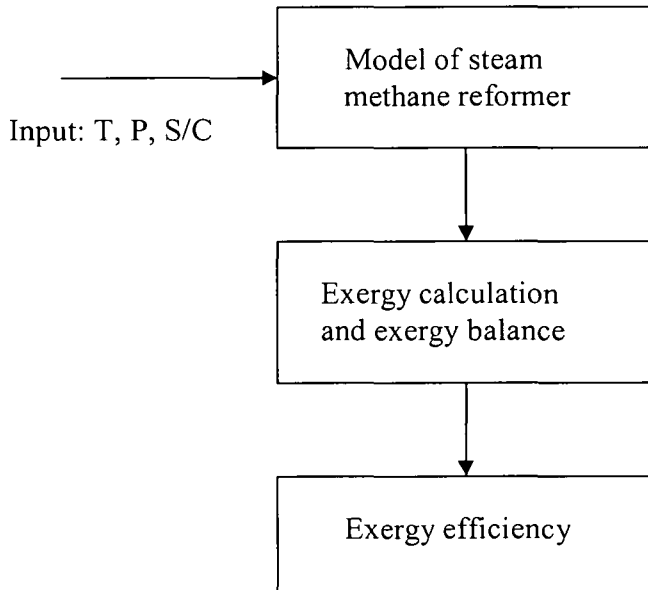 Model of steam
methane reformer
Input: T, P, S/C
Exergy calculation
and exergy balance
Exergy efficiency